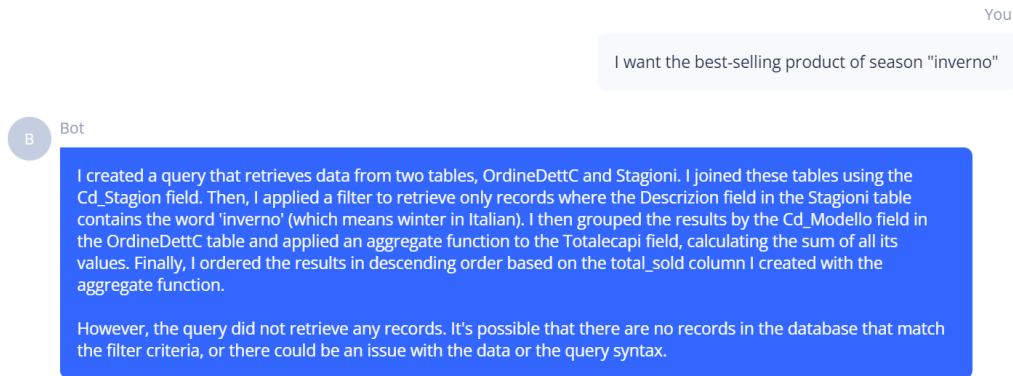 You
I want the best-selling product of season "inverno"
B
Bot
I created a query that retrieves data from two tables, OrdineDettC and Stagioni. I joined these tables using the
Cd_Stagion field. Then, I applied a filter to retrieve only records where the Descrizion field in the Stagioni table
contains the word 'inverno' (which means winter in Italian). I then grouped the results by the Cd_Modello field in
the OrdineDettC table and applied an aggregate function to the Totalecapi field, calculating the sum of all its
values. Finally, I ordered the results in descending order based on the total_sold column I created with the
aggregate function.
However, the query did not retrieve any records. It's possible that there are no records in the database that match
the filter criteria, or there could be an issue with the data or the query syntax.